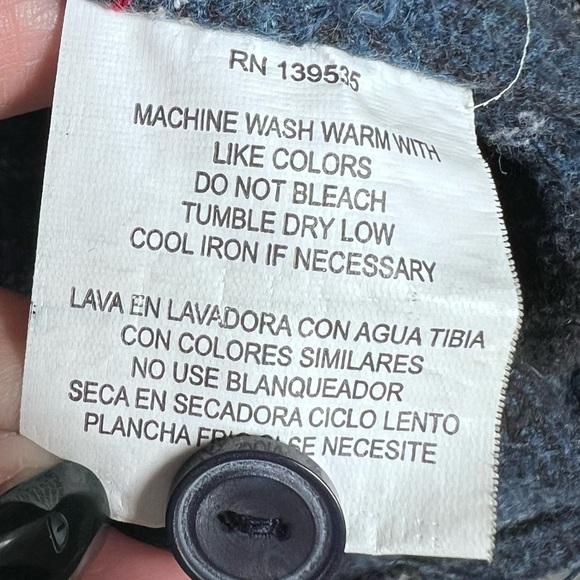 RN 139535
MACHINE WASH WARM WITH
LIKE COLORS
DO NOT BLEACH
TUMBLE DRY LOW
COOL IRON IF NECESSARY
LAVA EN LAVADORA CON AGUA TIBIA
CON COLORES SIMILARES
NO USE BLANQUEADOR
SECA EN SECADORA CICLO LENTO
PLANCHA SE NECESITE